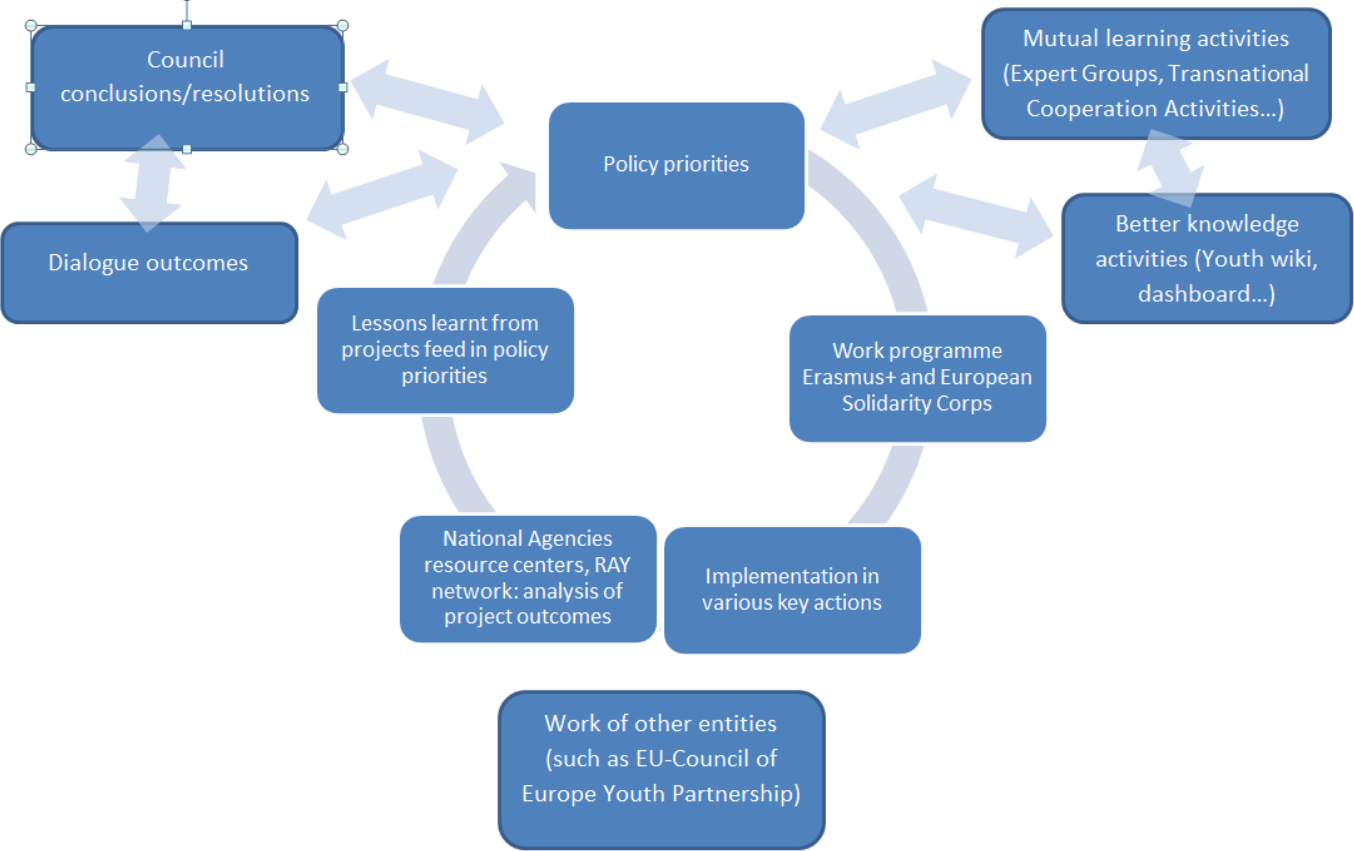 Council
conclusions/resolutions
Mutual learning activities
(Expert Groups, Transnational
Cooperation Activities…)
Policy priorities
Dialogue outcomes
Better knowledge
activities (Youth wiki,
dashboard…)
Lessons learnt from
projects feed in policy
priorities
Work programme
Erasmus+ and European
Solidarity Corps
National Agencies
resource centers, RAY
network: analysis of
project outcomes
Implementation in
various key actions
Work of other entities
(such as EU-Council of
Europe Youth Partnership)